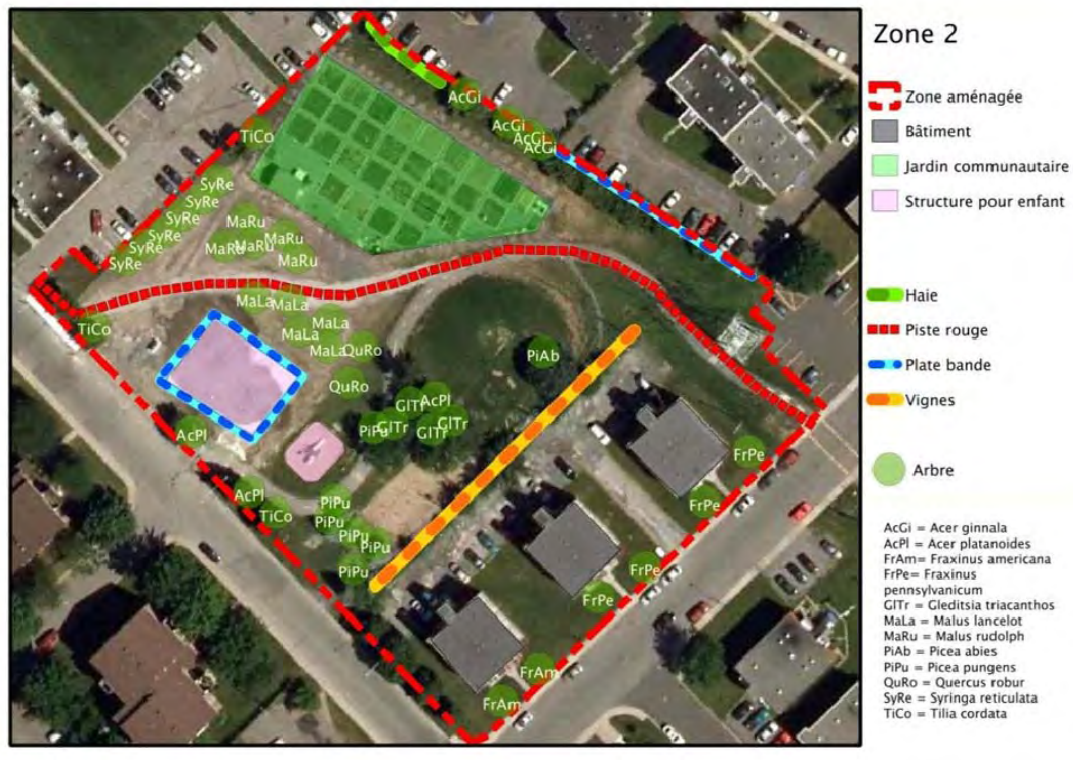 Zone 2
Zone aménagée
Bâtiment
Jardin communautaire
Structure pour enfant
Haie
Piste rouge
Plate bande
Vignes
Arbre
AcGi = Acer ginnala
AcPl = Acer platanoides
FrAm= Fraxinus americana
FrPe= Fraxinus
pennsylvanicum
GlTr = Gleditsia triacanthos
MaLa = Malus lancelot
MaRu = Malus rudolph
PiAb = Picea abies
PiPu = Picea pungens
QuRo = Quercus robur
SyRe = Syringa reticulata
TiCo = Tilia cordata
AcGi
AcGi
AcGi
AcGi
TiCo
SyRe
SyRe
SyRe
SyRe
SyRe
SyRe
MaRu
MaRu
MaRu
MaRu
MaRu
MaLa
MaLa
MaLa
MaLa
MaLa
QuRo
TiCo
PiAb
QuRo
AcPl
GlTr
GlTr
GlTr
GlTr
PiPu
AcPl
FrPe
AcPl
TiCo
PiPu
PiPu
PiPu
PiPu
PiPu
FrPe
FrPe
FrPe
FrAm
FrAm